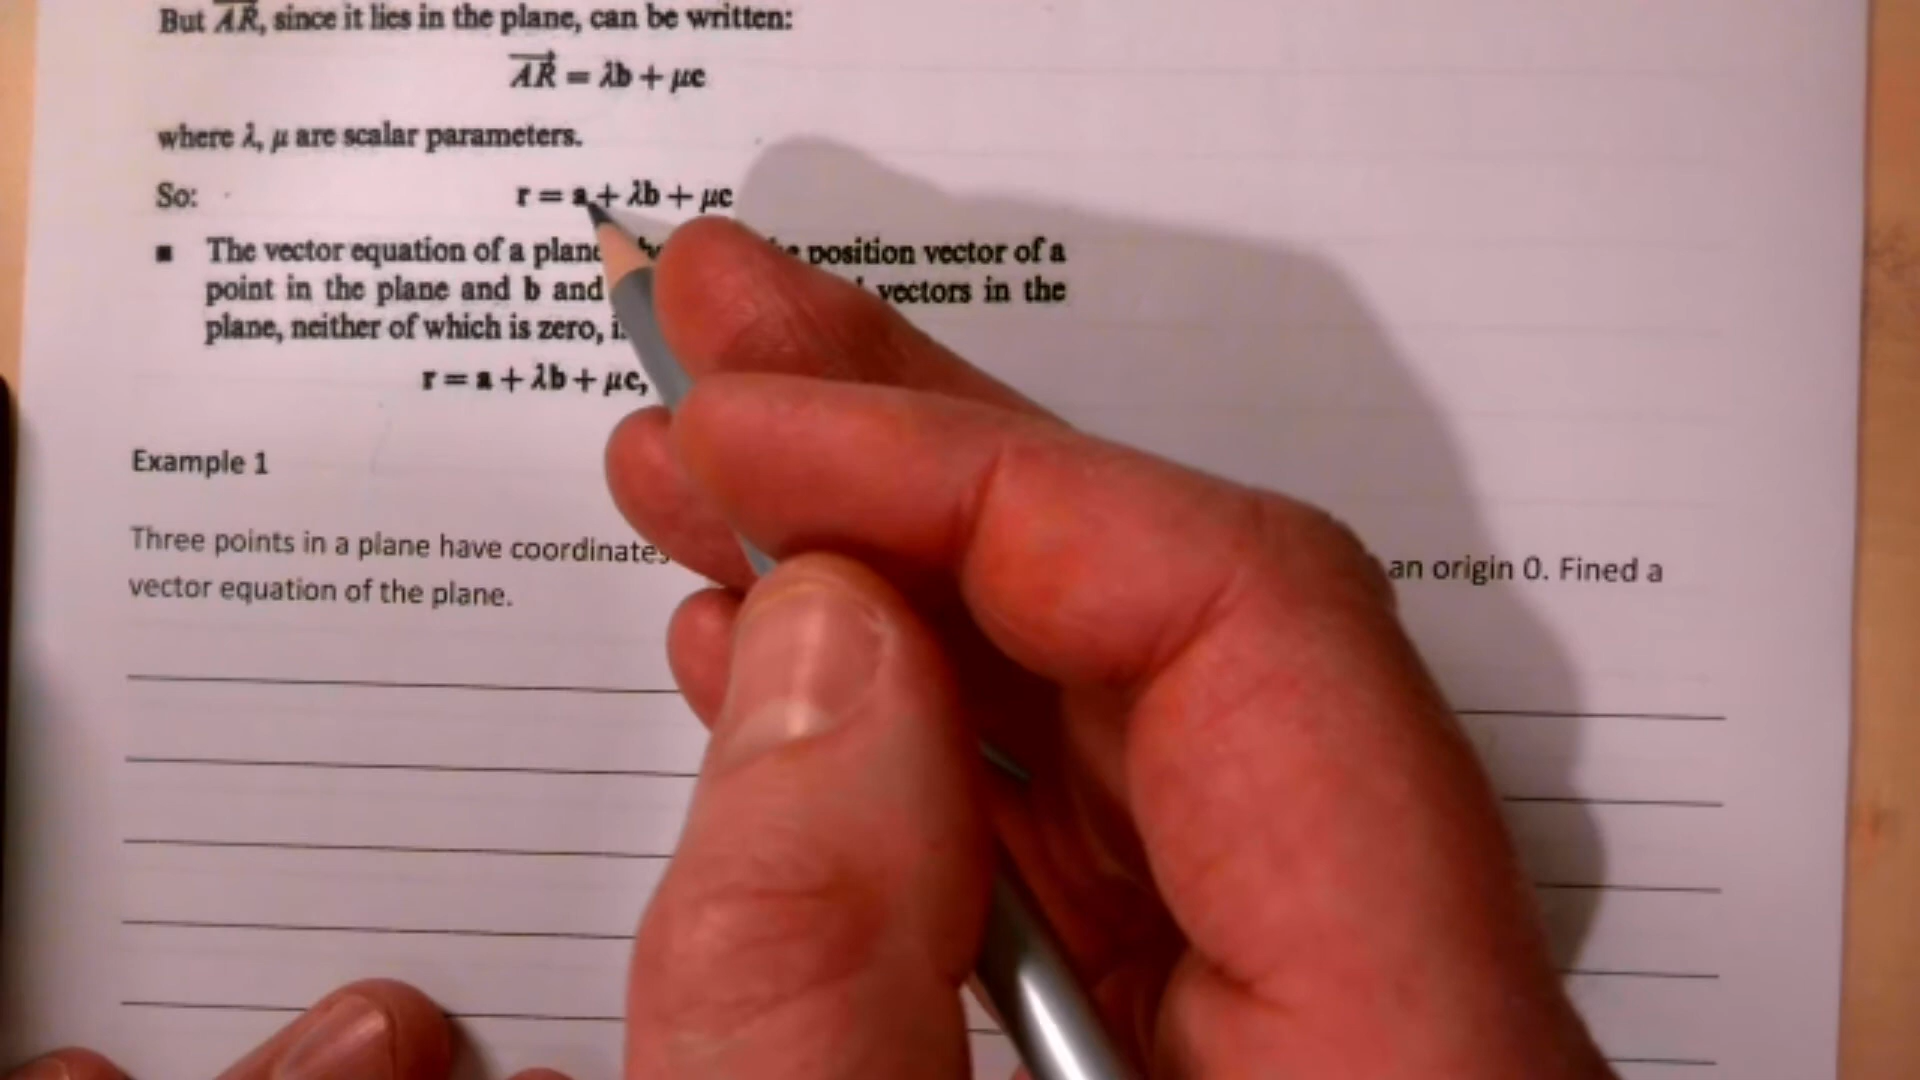 But AR, since it lies in the plane, can be written:
AR = λb + μc
where λ, μ are scalar parameters.
So: r = a + λb + μc
■ The vector equation of a plane position vector of a
point in the plane and b and vectors in the
plane, neither of which is zero,
r = a + λb + μc,
Example 1
Three points in a plane have coordinates an origin 0. Fined a
vector equation of the plane.